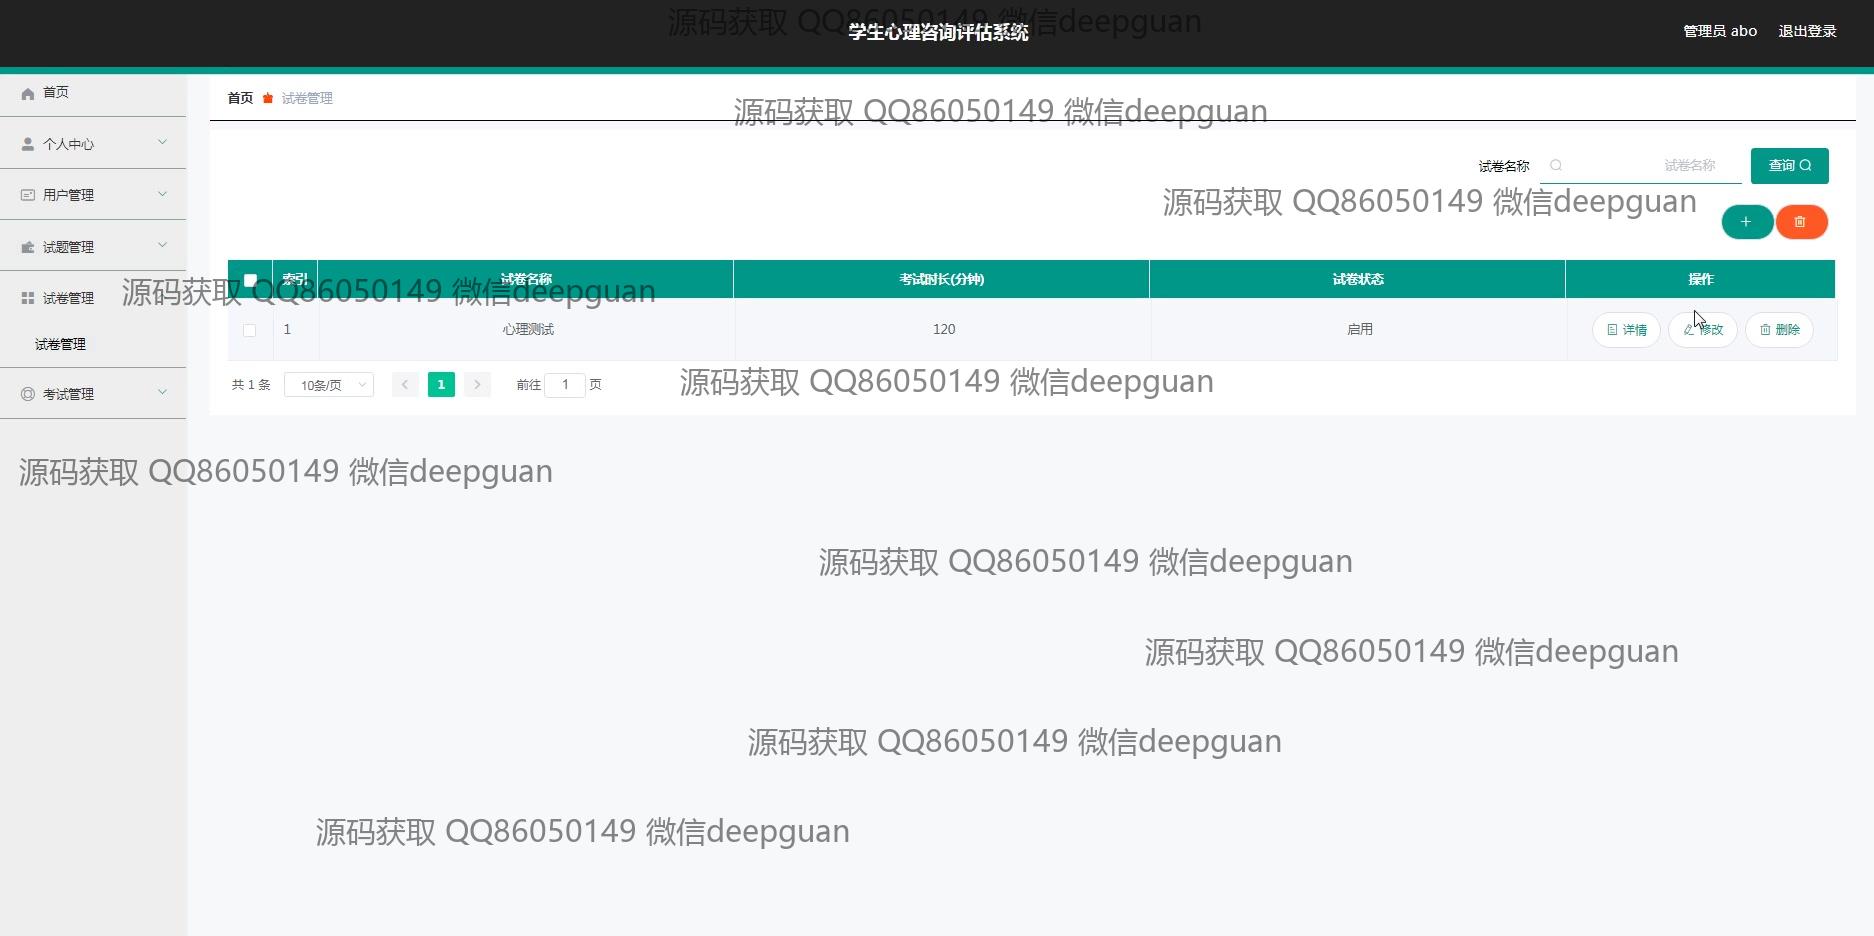 源码获取 QQ86050149 微信deepguan
学生心理咨询评估系统
管理员 abo 退出登录
首页
首页 试卷管理
源码获取 QQ86050149 微信deepguan
个人中心
试卷名称 试卷名称 查询
用户管理
源码获取 QQ86050149 微信deepguan
试题管理
索引 试卷名称 考试时长(分钟) 试卷状态 操作
源码获取 QQ86050149 微信deepguan
试卷管理
1 心理测试 120 启用 详情 修改 删除
试卷管理
共 1 条 10条/页 1 前往 1 页
源码获取 QQ86050149 微信deepguan
考试管理
源码获取 QQ86050149 微信deepguan
源码获取 QQ86050149 微信deepguan
源码获取 QQ86050149 微信deepguan
源码获取 QQ86050149 微信deepguan
源码获取 QQ86050149 微信deepguan